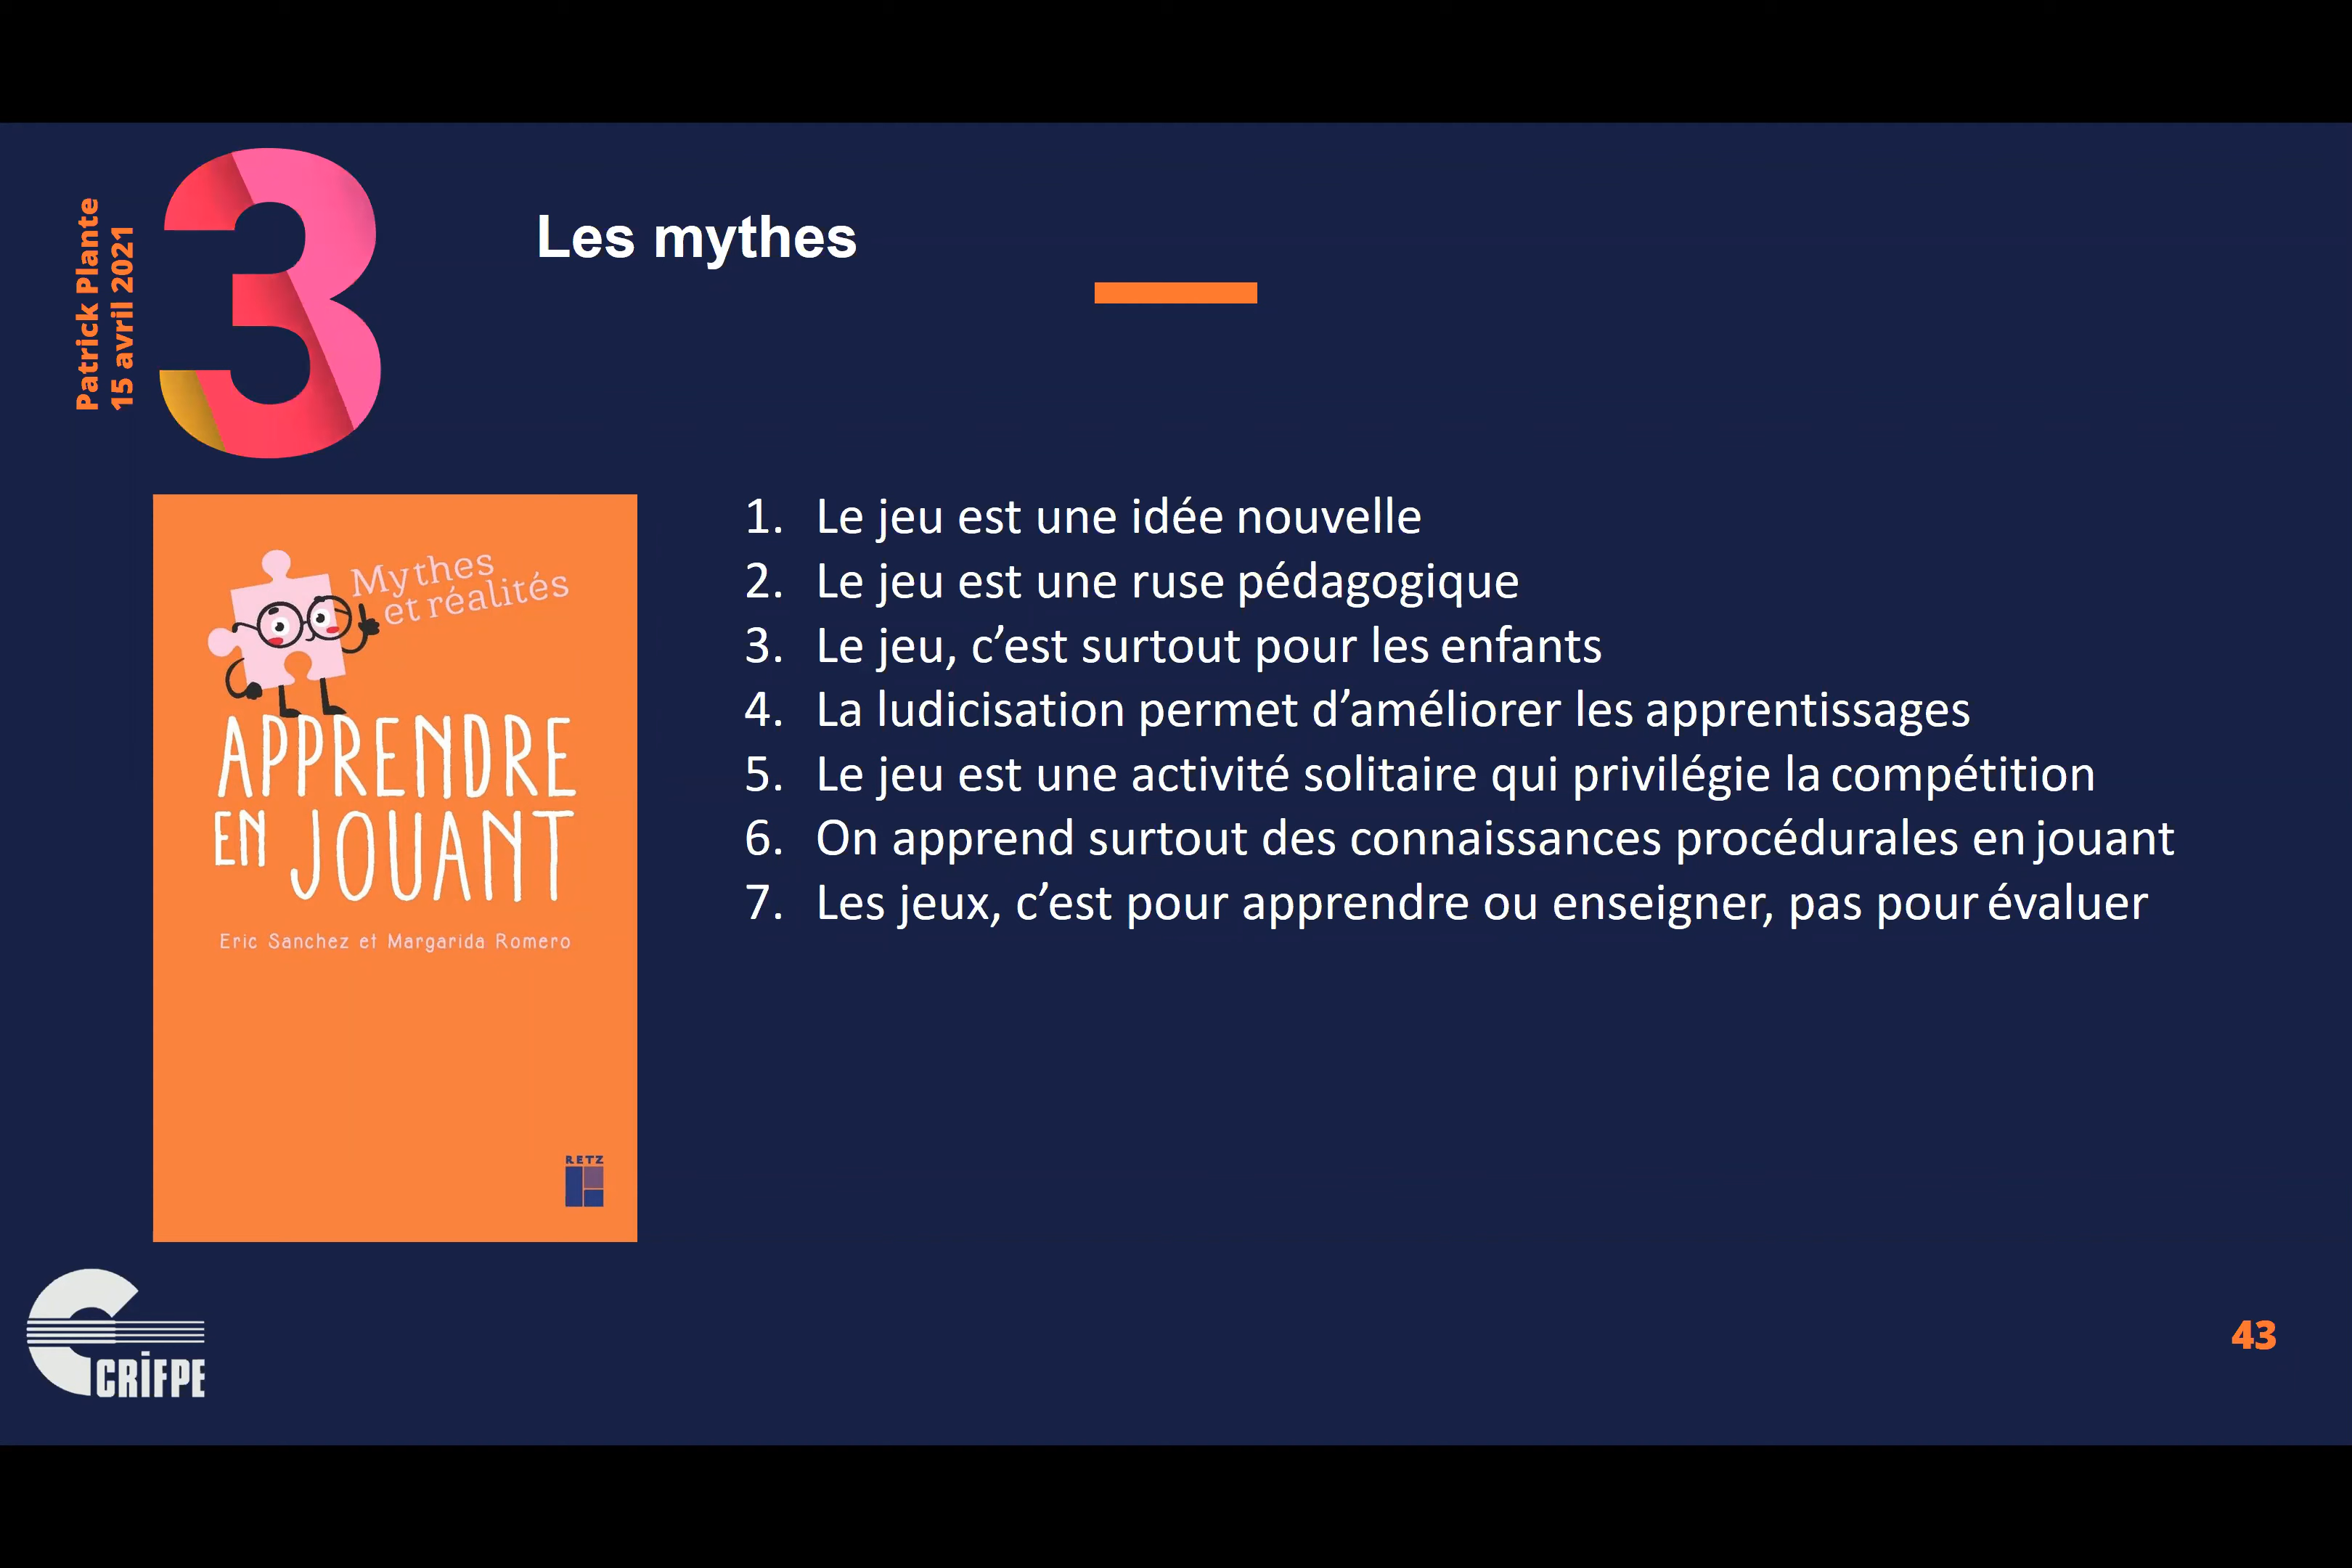 Patrick Plante
15 avril 2021
3
Les mythes
Mythes
et réalités
APPRENDRE
EN JOUANT
Eric Sanchez et Margarida Romero
RETZ
1. Le jeu est une idée nouvelle
2. Le jeu est une ruse pédagogique
3. Le jeu, c’est surtout pour les enfants
4. La ludicisation permet d’améliorer les apprentissages
5. Le jeu est une activité solitaire qui privilégie la compétition
6. On apprend surtout des connaissances procédurales en jouant
7. Les jeux, c’est pour apprendre ou enseigner, pas pour évaluer
CRIFPE
43